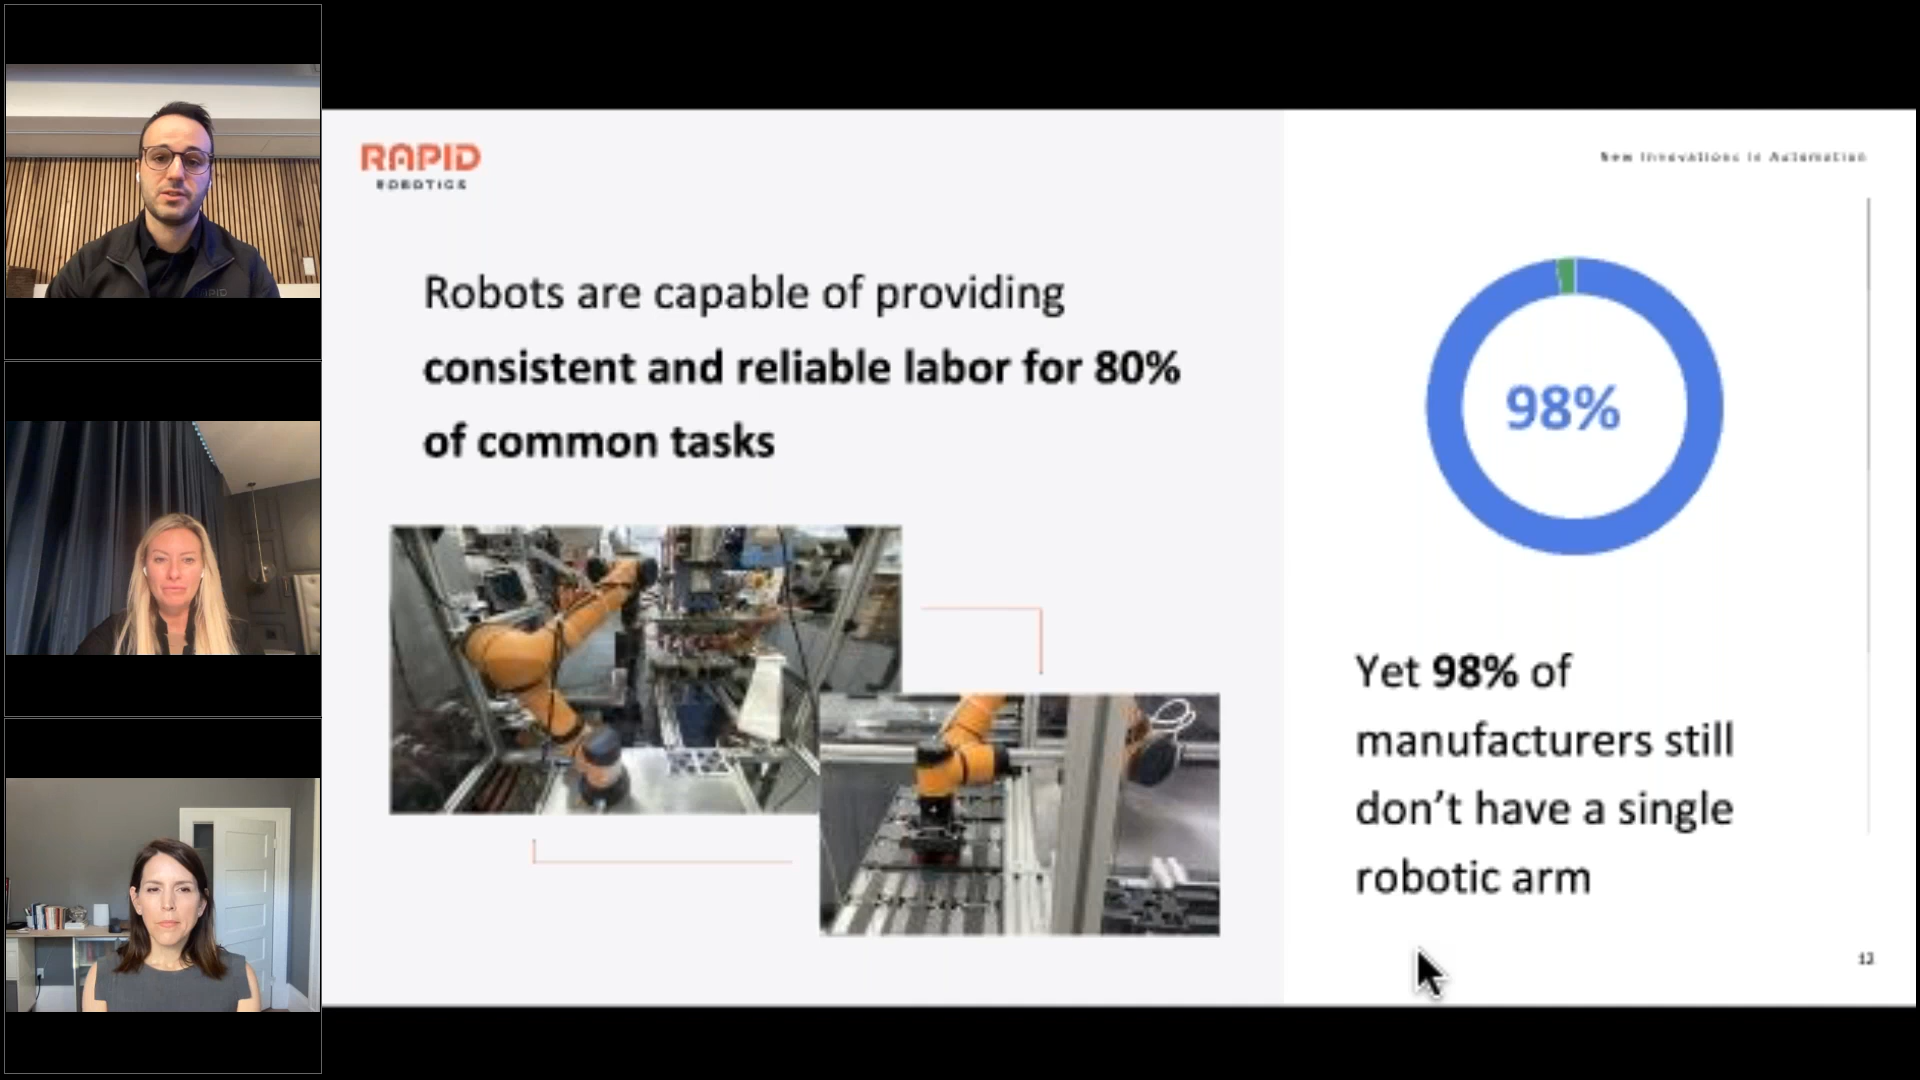 RAPID
ROBOTICS
New Innovations in Automation
Robots are capable of providing
consistent and reliable labor for 80%
of common tasks
98%
Yet 98% of
manufacturers still
don’t have a single
robotic arm
RAPID